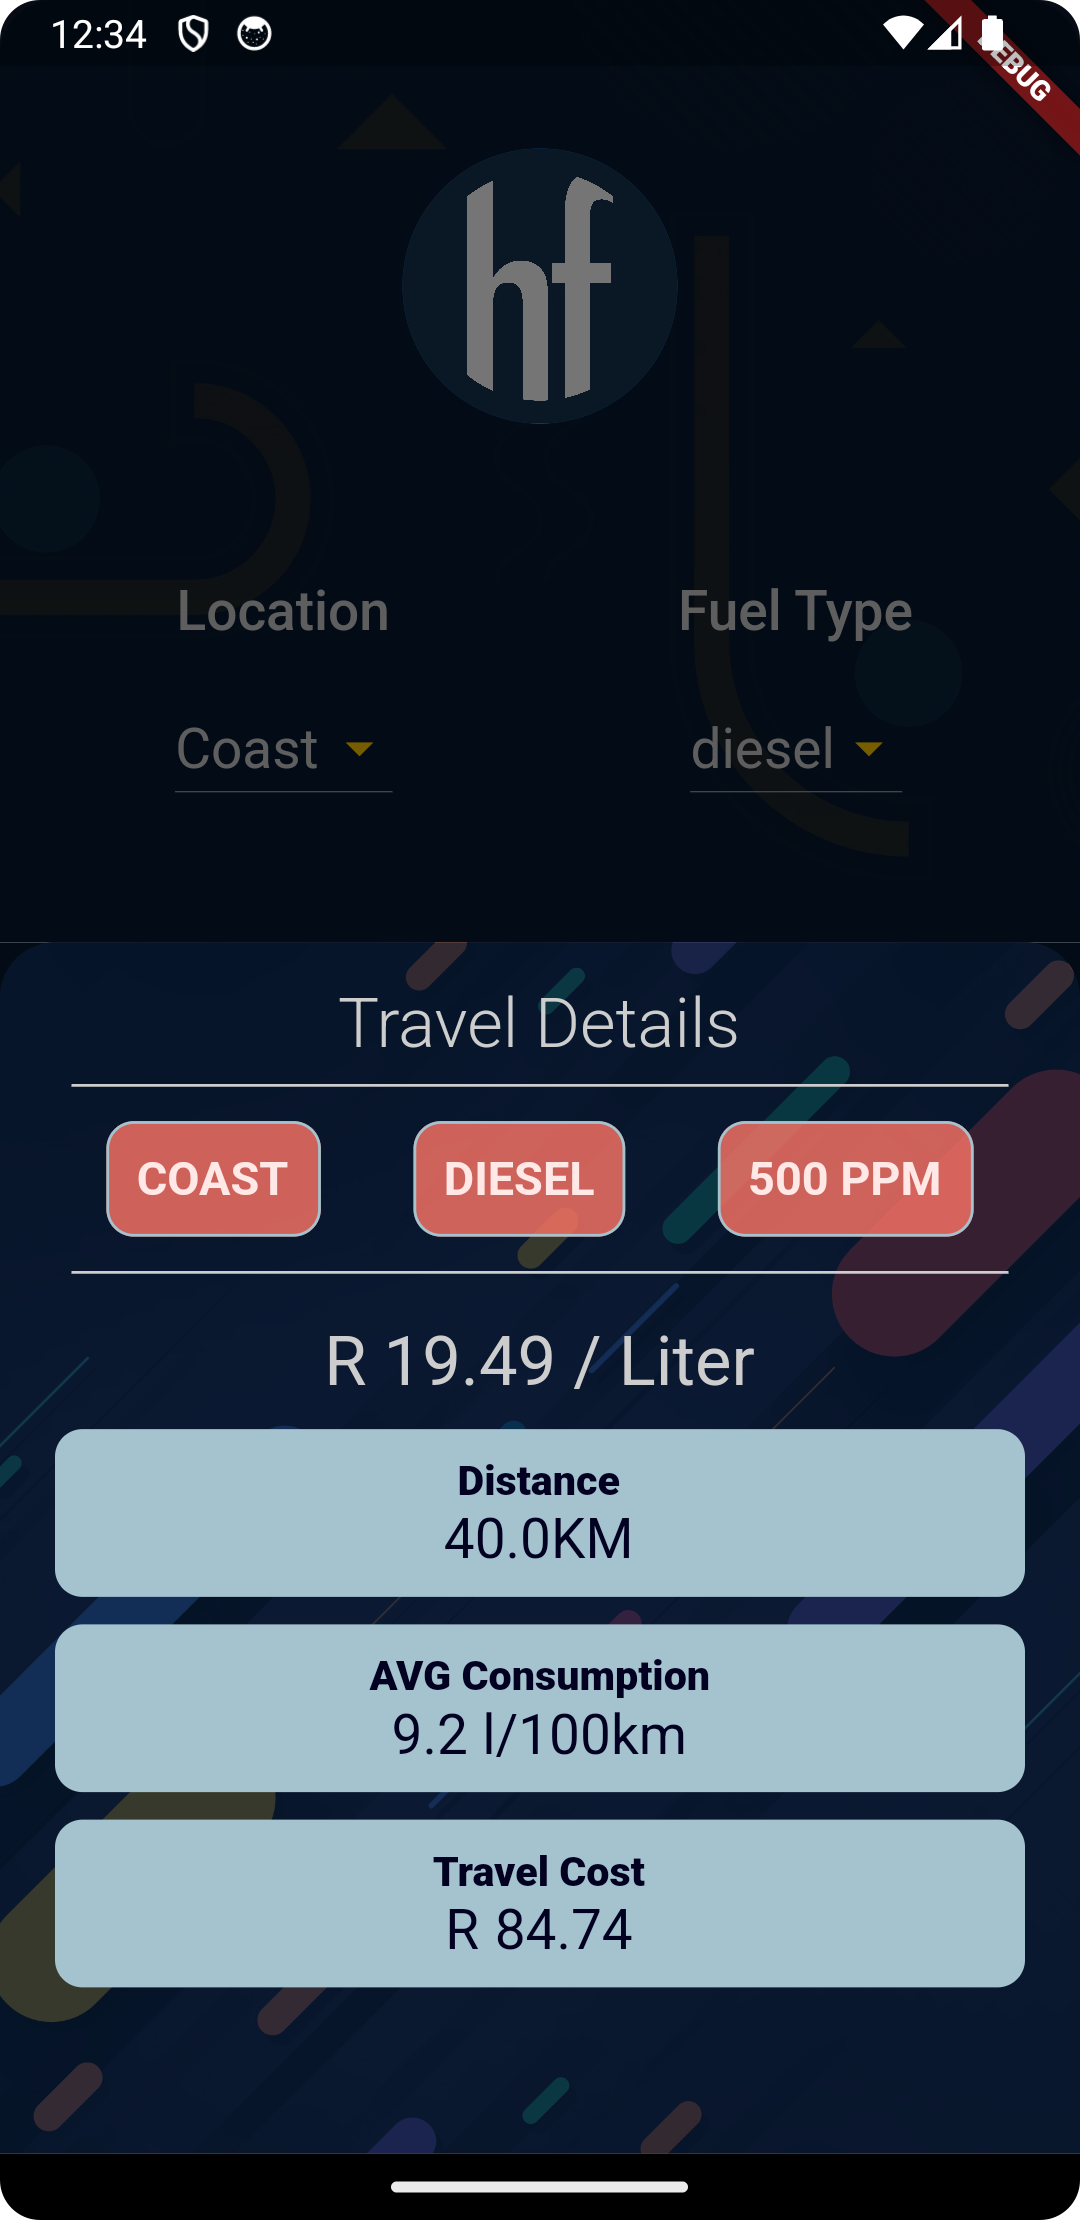 12:34
DEBUG
hf
Location
Fuel Type
Coast
diesel
Travel Details
COAST
DIESEL
500 PPM
R 19.49 / Liter
Distance
40.0KM
AVG Consumption
9.2 l/100km
Travel Cost
R 84.74